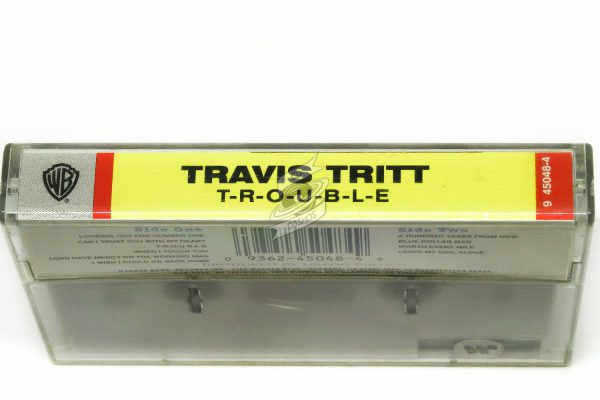 WB
TRAVIS TRITT
T-R-O-U-B-L-E
9 45048-4
Side One
LOOKING OUT FOR NUMBER ONE
CAN I TRUST YOU WITH MY HEART
T-R-O-U-B-L-E
WHEN I TOUCH YOU
LORD HAVE MERCY ON THE WORKING MAN
I WISH I COULD GO BACK HOME
0 9362-45048-4 9
Side Two
A HUNDRED YEARS FROM NOW
BLUE COLLAR MAN
WORTH EVERY MILE
LEAVE MY GIRL ALONE